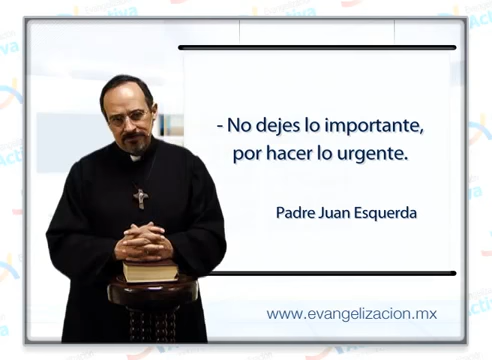 - No dejes lo importante,
por hacer lo urgente.
Padre Juan Esquerda
www.evangelizacion.mx